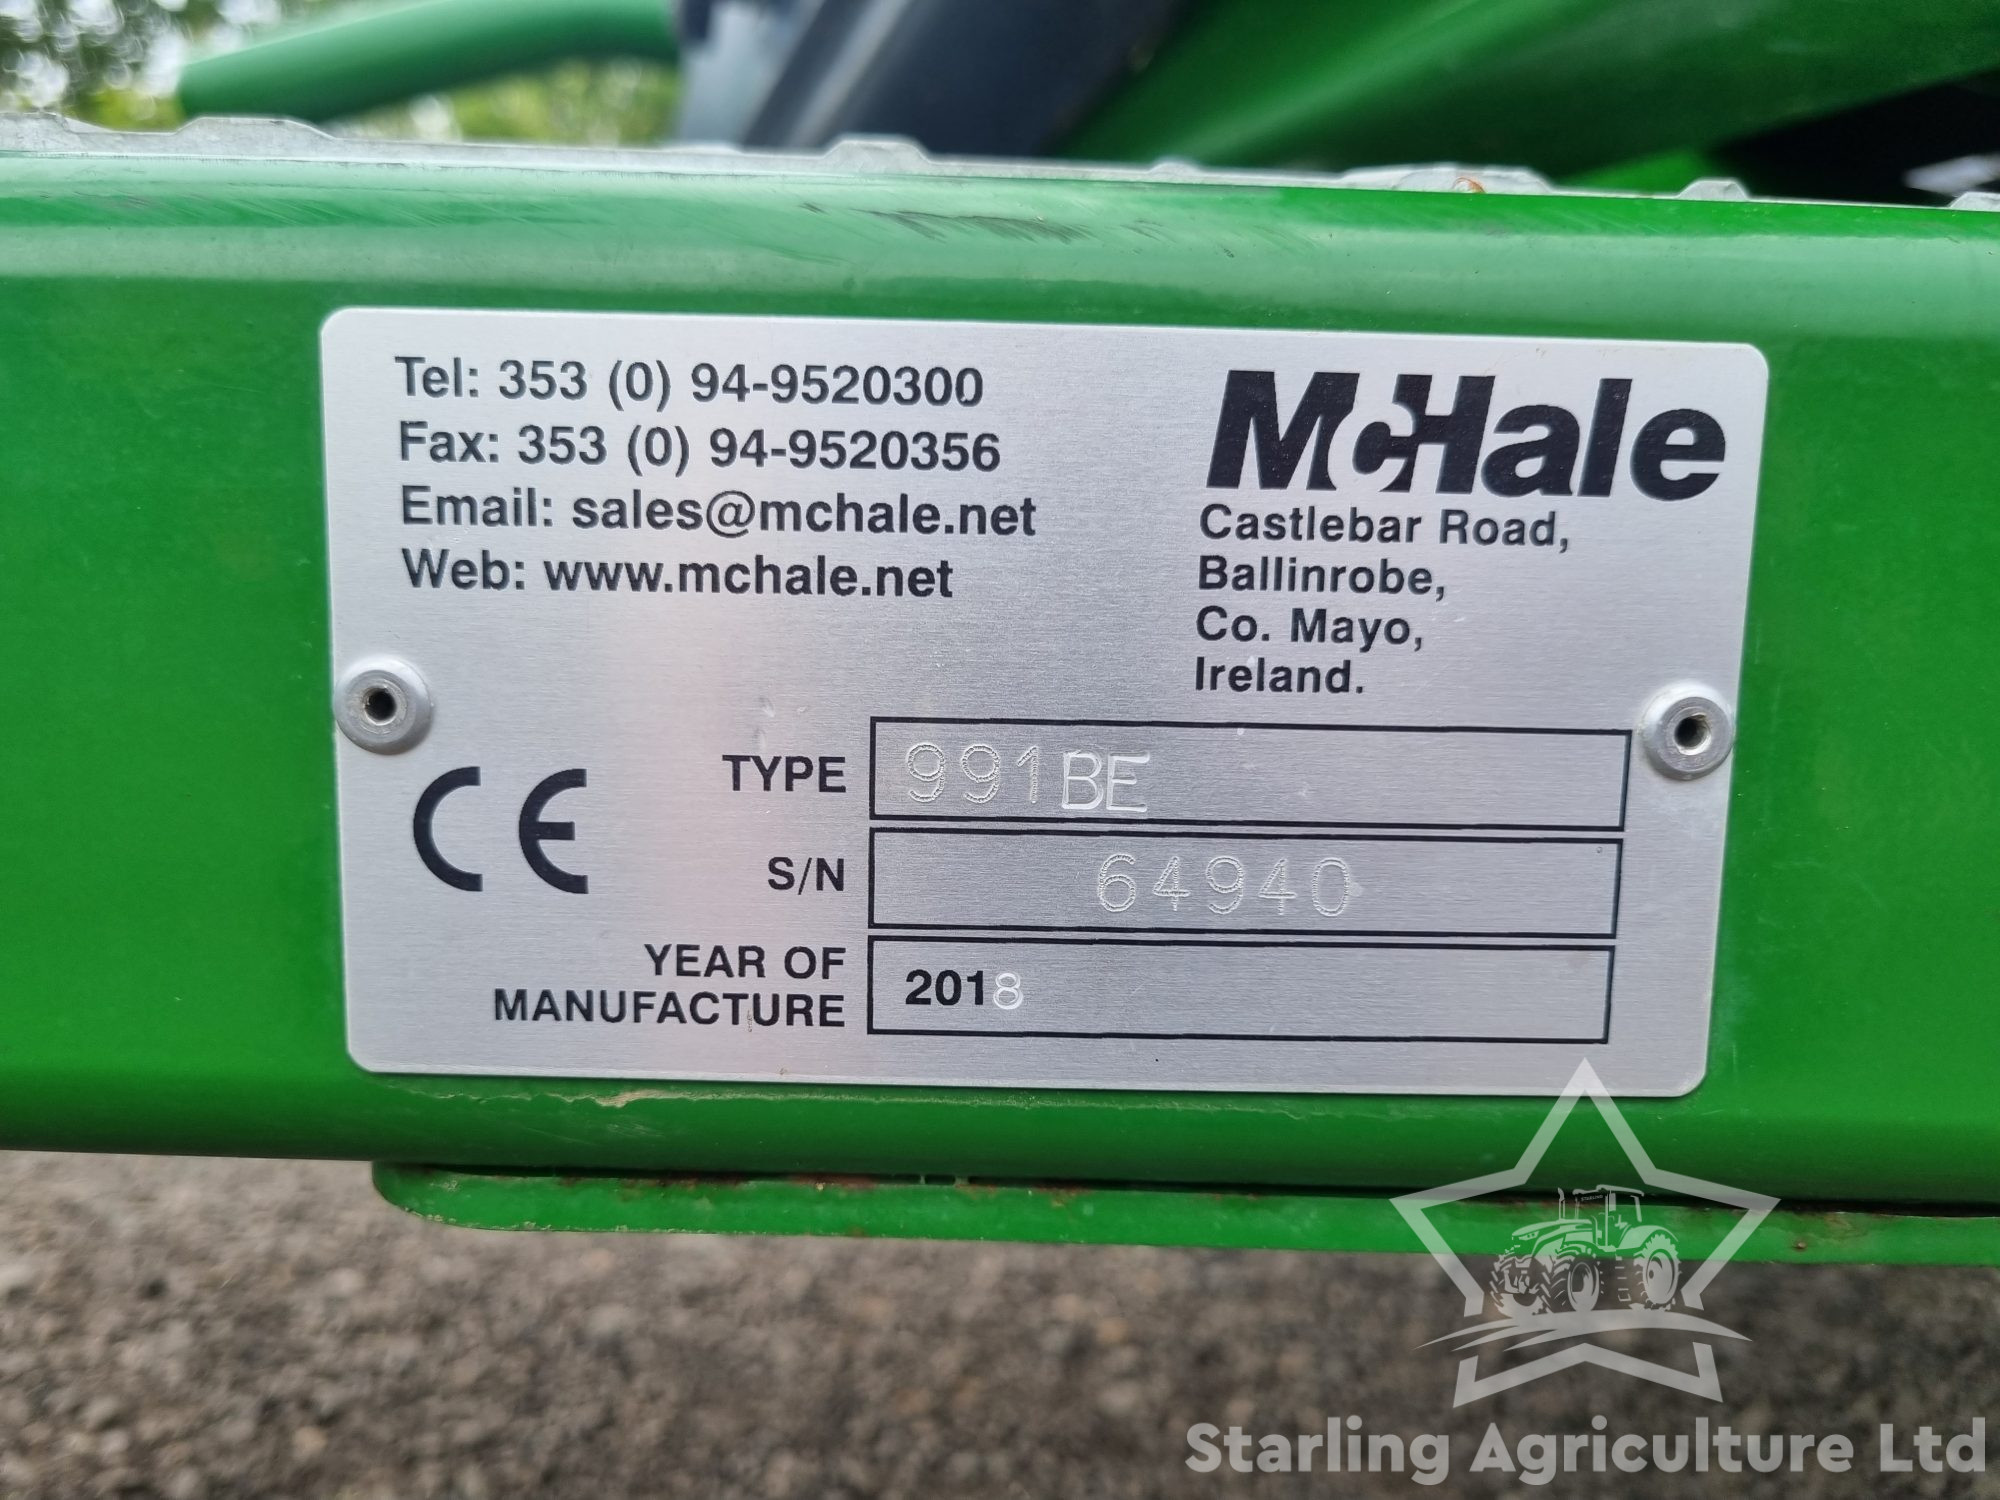 Tel: 353 (0) 94-9520300
Fax: 353 (0) 94-9520356
Email: sales@mchale.net
Web: www.mchale.net
McHale
Castlebar Road,
Ballinrobe,
Co. Mayo,
Ireland.
CE
TYPE 991BE
S/N 64940
YEAR OF
MANUFACTURE 2018
STARLING
Starling Agriculture Ltd